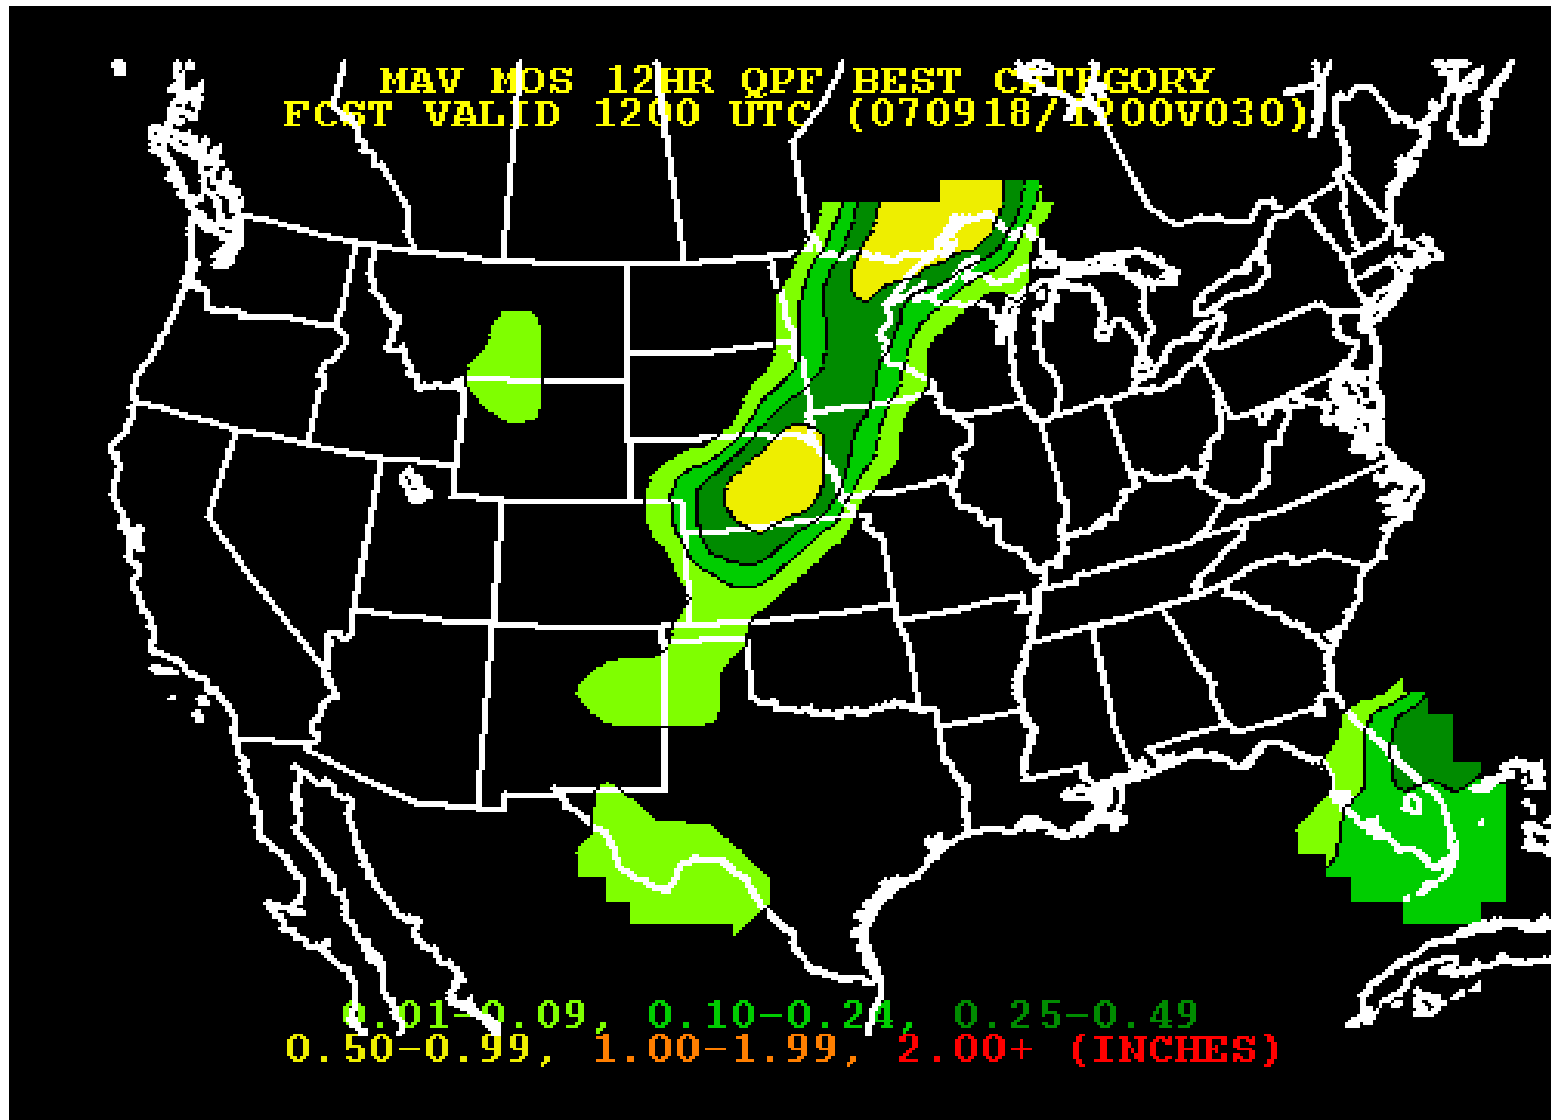 MAV MOS 12HR QPF BEST CATEGORY
FCST VALID 1200 UTC (070918/1200V030)
0.01-0.09, 0.10-0.24, 0.25-0.49
0.50-0.99, 1.00-1.99, 2.00+ (INCHES)